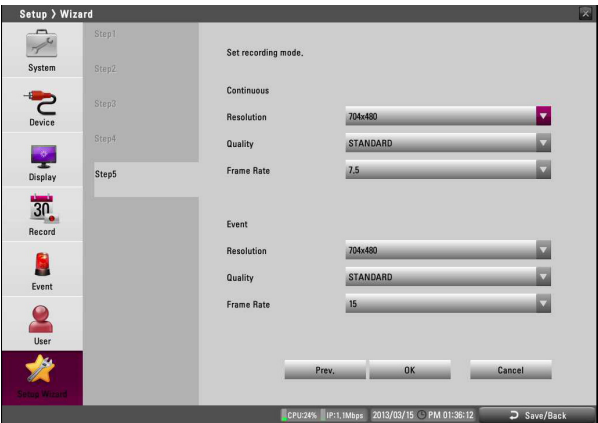 Setup > Wizard
System
Device
Display
30
Record
Event
User
Setup Wizard
Step1
Step2
Step3
Step4
Step5
Set recording mode.
Continuous
Resolution 704x480
Quality STANDARD
Frame Rate 7.5
Event
Resolution 704x480
Quality STANDARD
Frame Rate 15
Prev. OK Cancel
CPU:24% IP:1.1Mbps 2013/03/15 PM 01:36:12 Save/Back